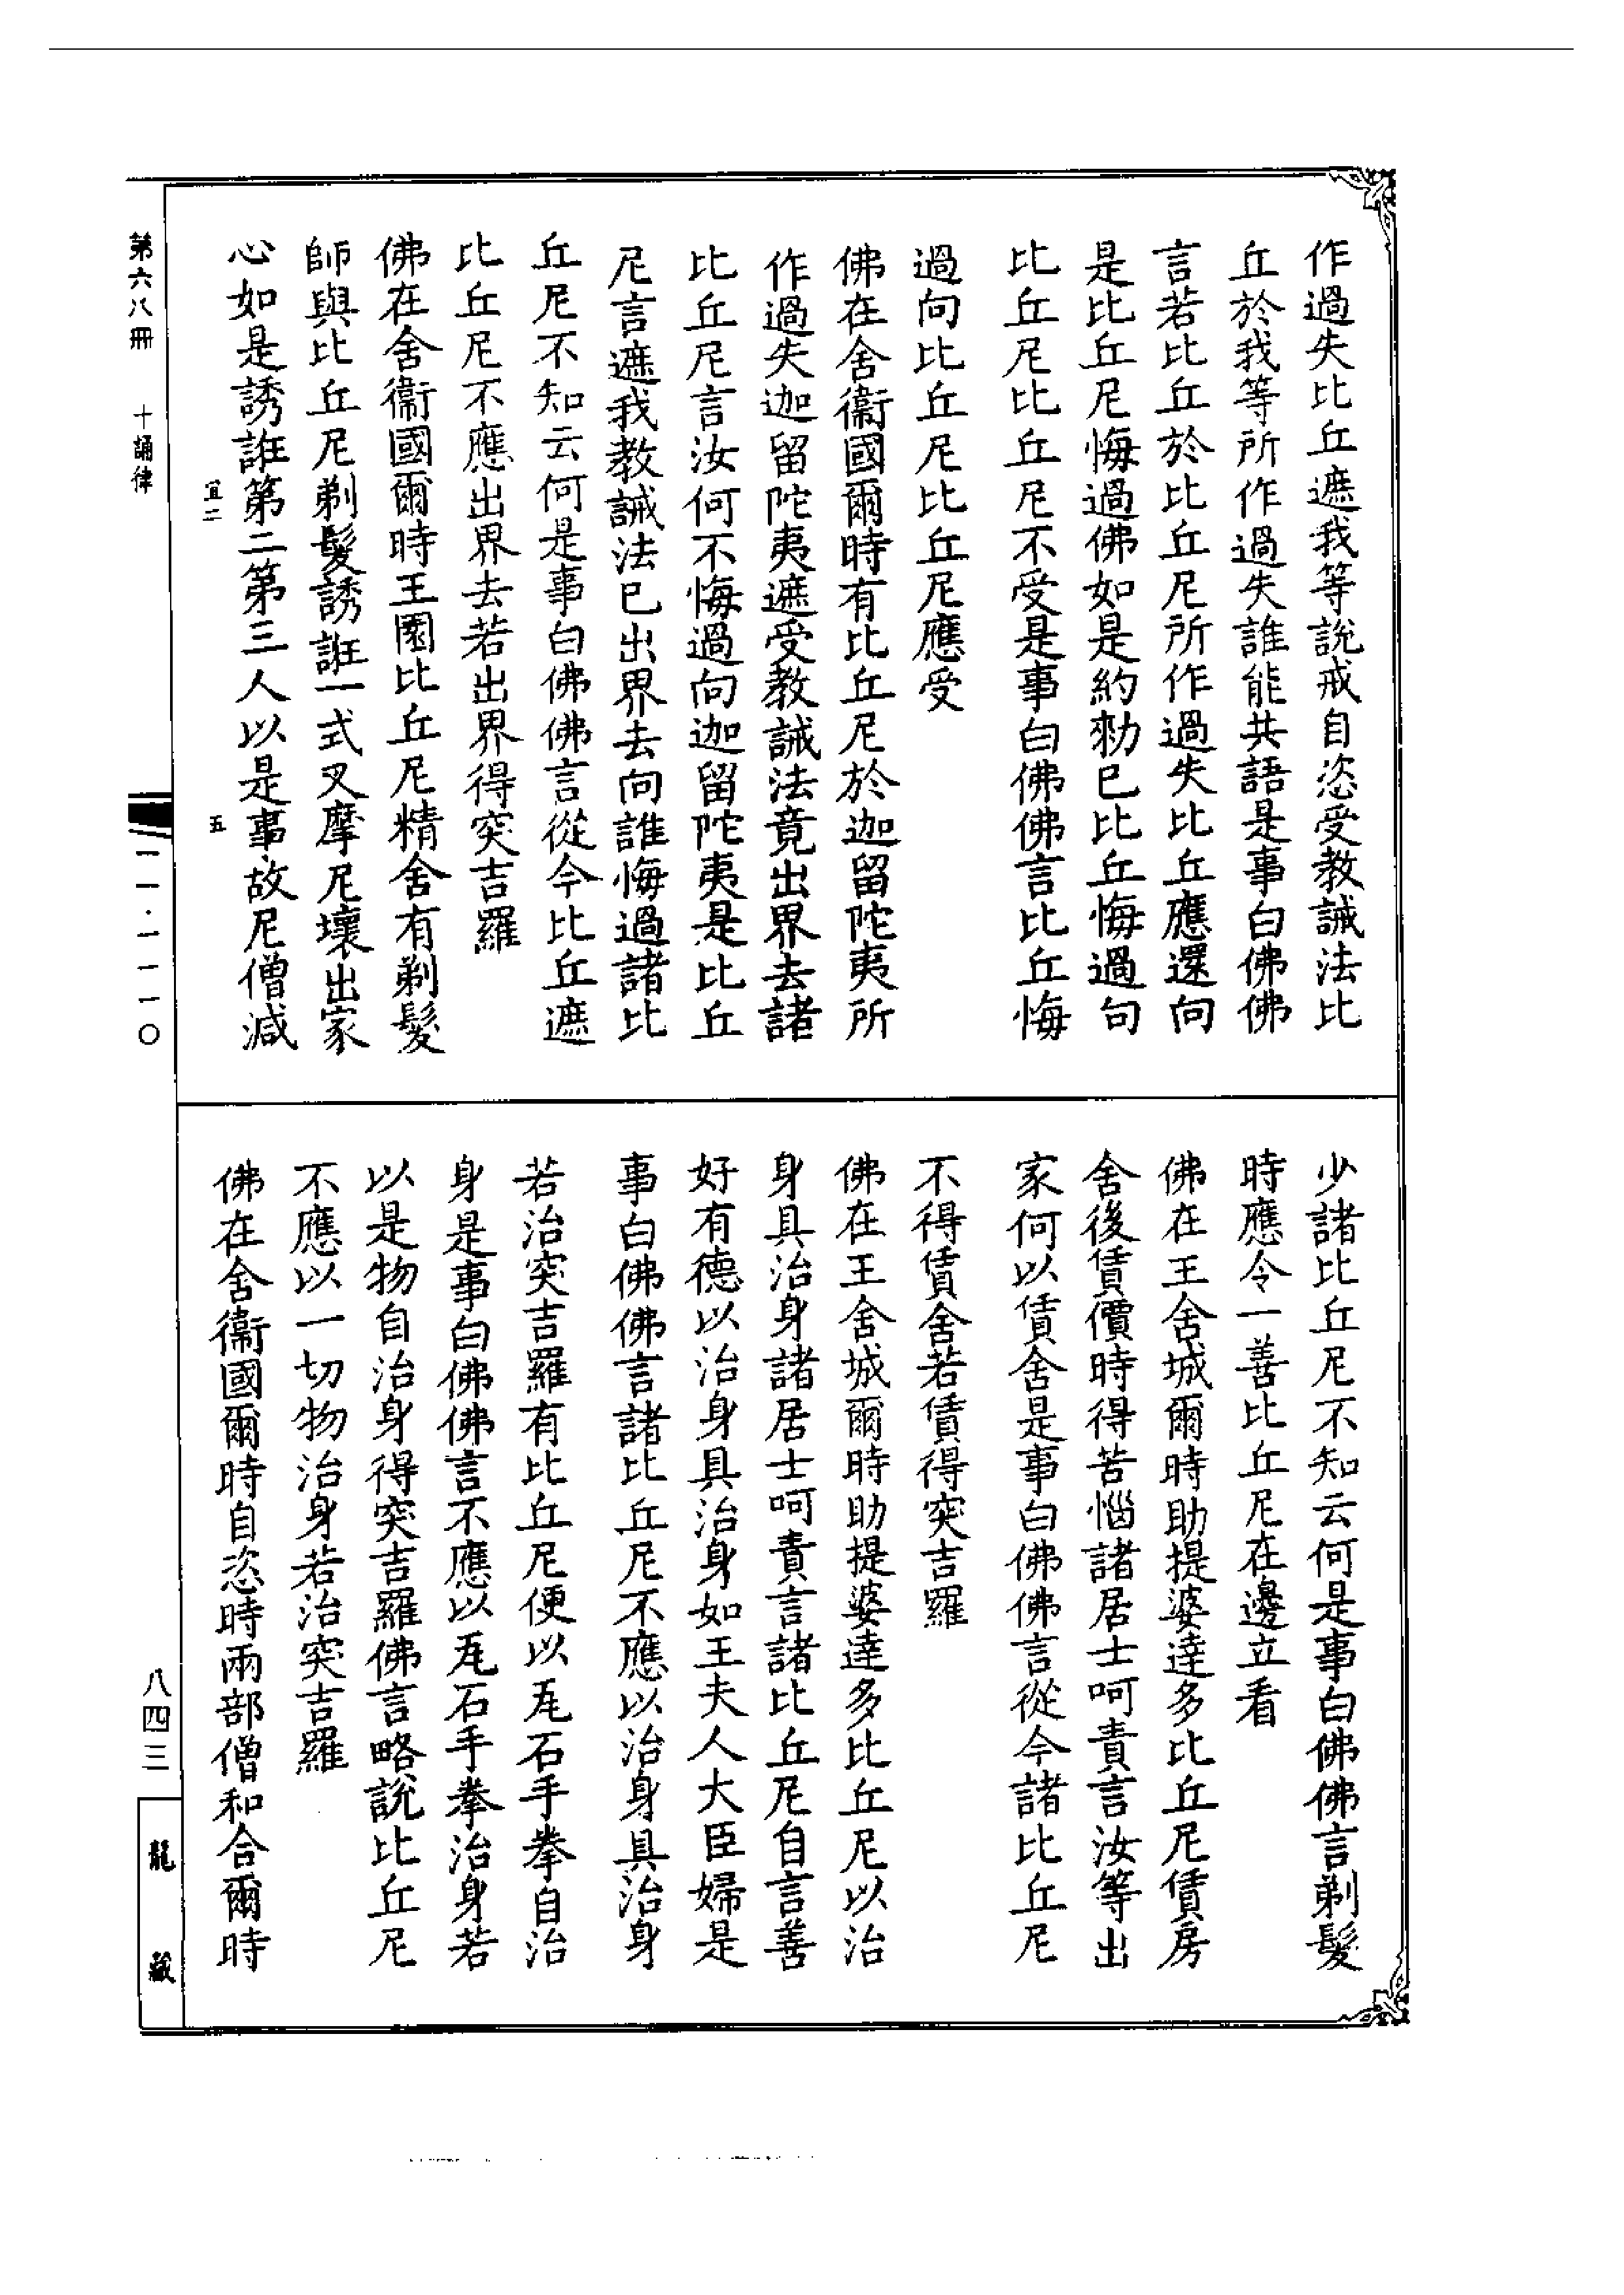 作過失比丘遮我等說戒自恣受教誡法比
丘於我等所作過失誰能共語是事白佛佛
言若比丘於比丘尼所作過失比丘應還向
是比丘尼悔過佛如是約勑已比丘悔過句
比丘尼比丘尼不受是事白佛佛言比丘悔
過向比丘尼比丘尼應受
佛在舍衞國爾時有比丘尼於迦留陀夷所
作過失迦留陀夷遮受教誡法竟出界去諸
比丘尼言汝何不悔過向迦留陀夷是比丘
尼言遮我教誡法已出界去向誰悔過諸比
丘尼不知云何是事白佛佛言從今比丘遮
比丘尼不應出界去若出界得突吉羅
佛在舍衞國爾時王園比丘尼精舍有剃髮
師與比丘尼剃髮誘誑一式叉摩尼壞出家
心如是誘誑第二第三人以是事故尼僧減
宜二
五
第六八冊 十誦律
一一·一一一〇
少諸比丘尼不知云何是事白佛佛言剃髮
時應令一善比丘尼在邊立看
佛在王舍城爾時助提婆達多比丘尼賃房
舍後賃價時得苦惱諸居士呵責言汝等出
家何以賃舍是事白佛佛言從今諸比丘尼
不得賃舍若賃得突吉羅
佛在王舍城爾時助提婆達多比丘尼以治
身具治身諸居士呵責言諸比丘尼自言善
好有德以治身具治身如王夫人大臣婦是
事白佛佛言諸比丘尼不應以治身具治身
若治突吉羅有比丘尼便以瓦石手拳自治
身是事白佛佛言不應以瓦石手拳治身若
以是物自治身得突吉羅佛言略說比丘尼
不應以一切物治身若治突吉羅
佛在舍衞國爾時自恣時兩部僧和合爾時
八四三
龍藏